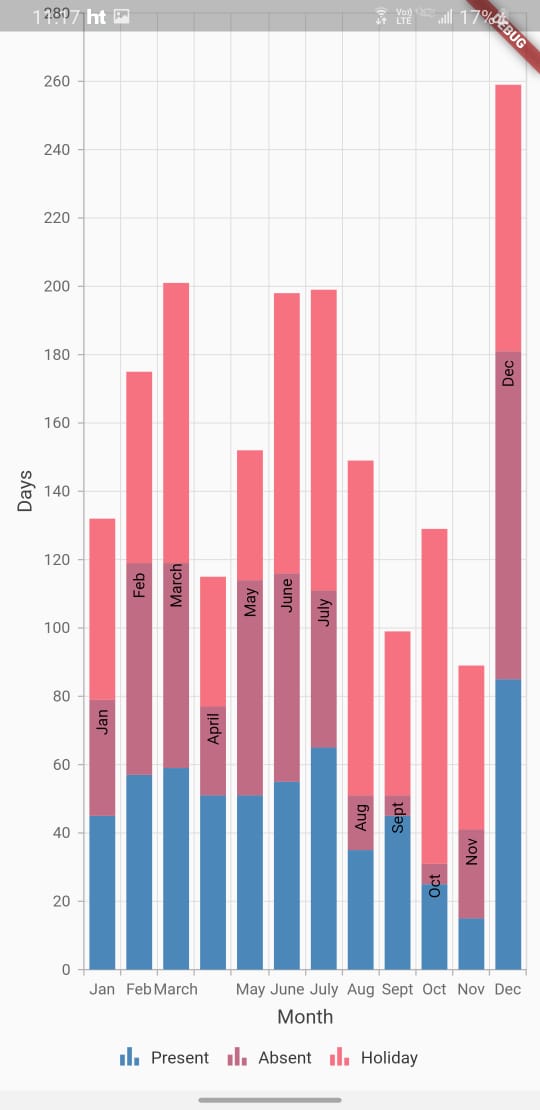 11:17 ht Vo) LTE 17%
DEBUG
280
260
240
220
200
180
160
140
120
100
80
60
40
20
0
Days
Jan
Feb
March
April
May
June
July
Aug
Sept
Oct
Nov
Dec
Jan Feb March May June July Aug Sept Oct Nov Dec
Month
Present Absent Holiday